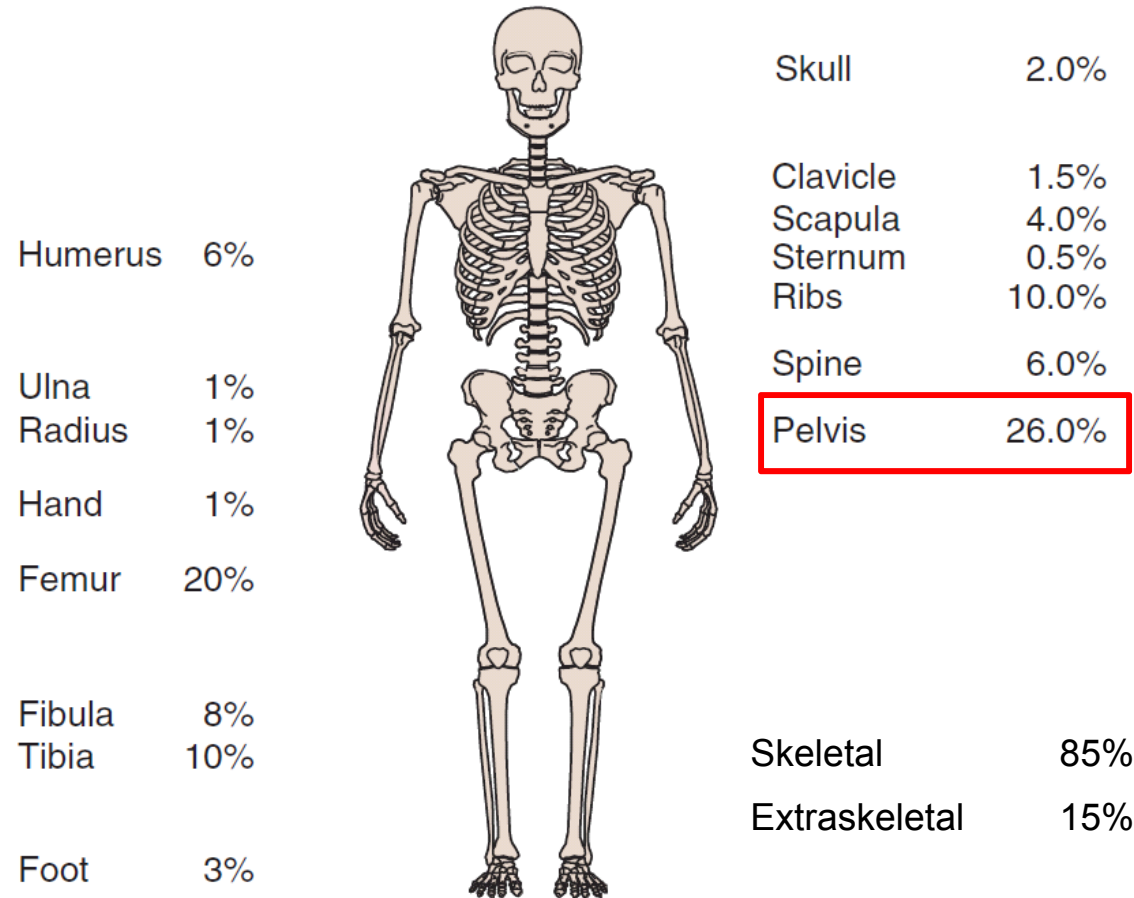 Skull 2.0%
Clavicle 1.5%
Scapula 4.0%
Sternum 0.5%
Ribs 10.0%
Spine 6.0%
Pelvis 26.0%
Humerus 6%
Ulna 1%
Radius 1%
Hand 1%
Femur 20%
Fibula 8%
Tibia 10%
Foot 3%
Skeletal 85%
Extraskeletal 15%